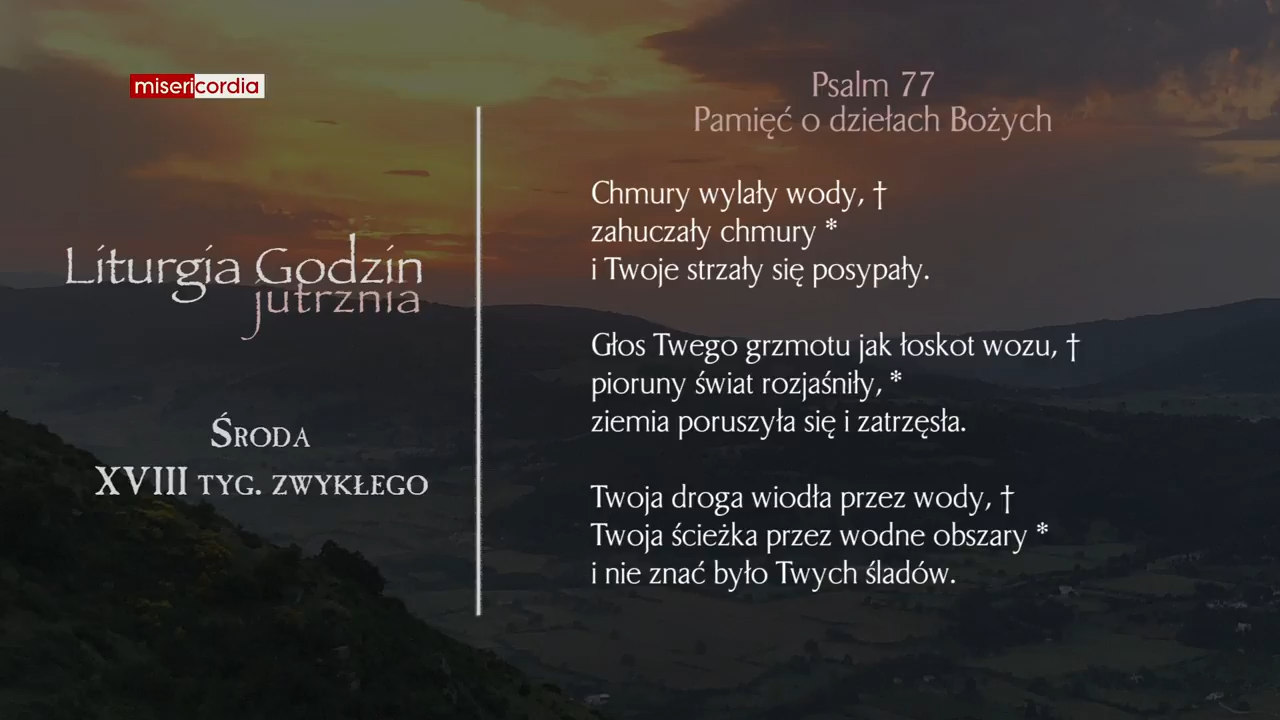 misericordia
Liturgia Godzin
jutrznia
Środa
XVIII tyg. zwykłego
Psalm 77
Pamięć o dziełach Bożych
Chmury wylały wody, †
zahuczały chmury *
i Twoje strzały się posypały.
Głos Twego grzmotu jak łoskot wozu, †
pioruny świat rozjaśniły, *
ziemia poruszyła się i zatrzęsła.
Twoja droga wiodła przez wody, †
Twoja ścieżka przez wodne obszary *
i nie znać było Twych śladów.